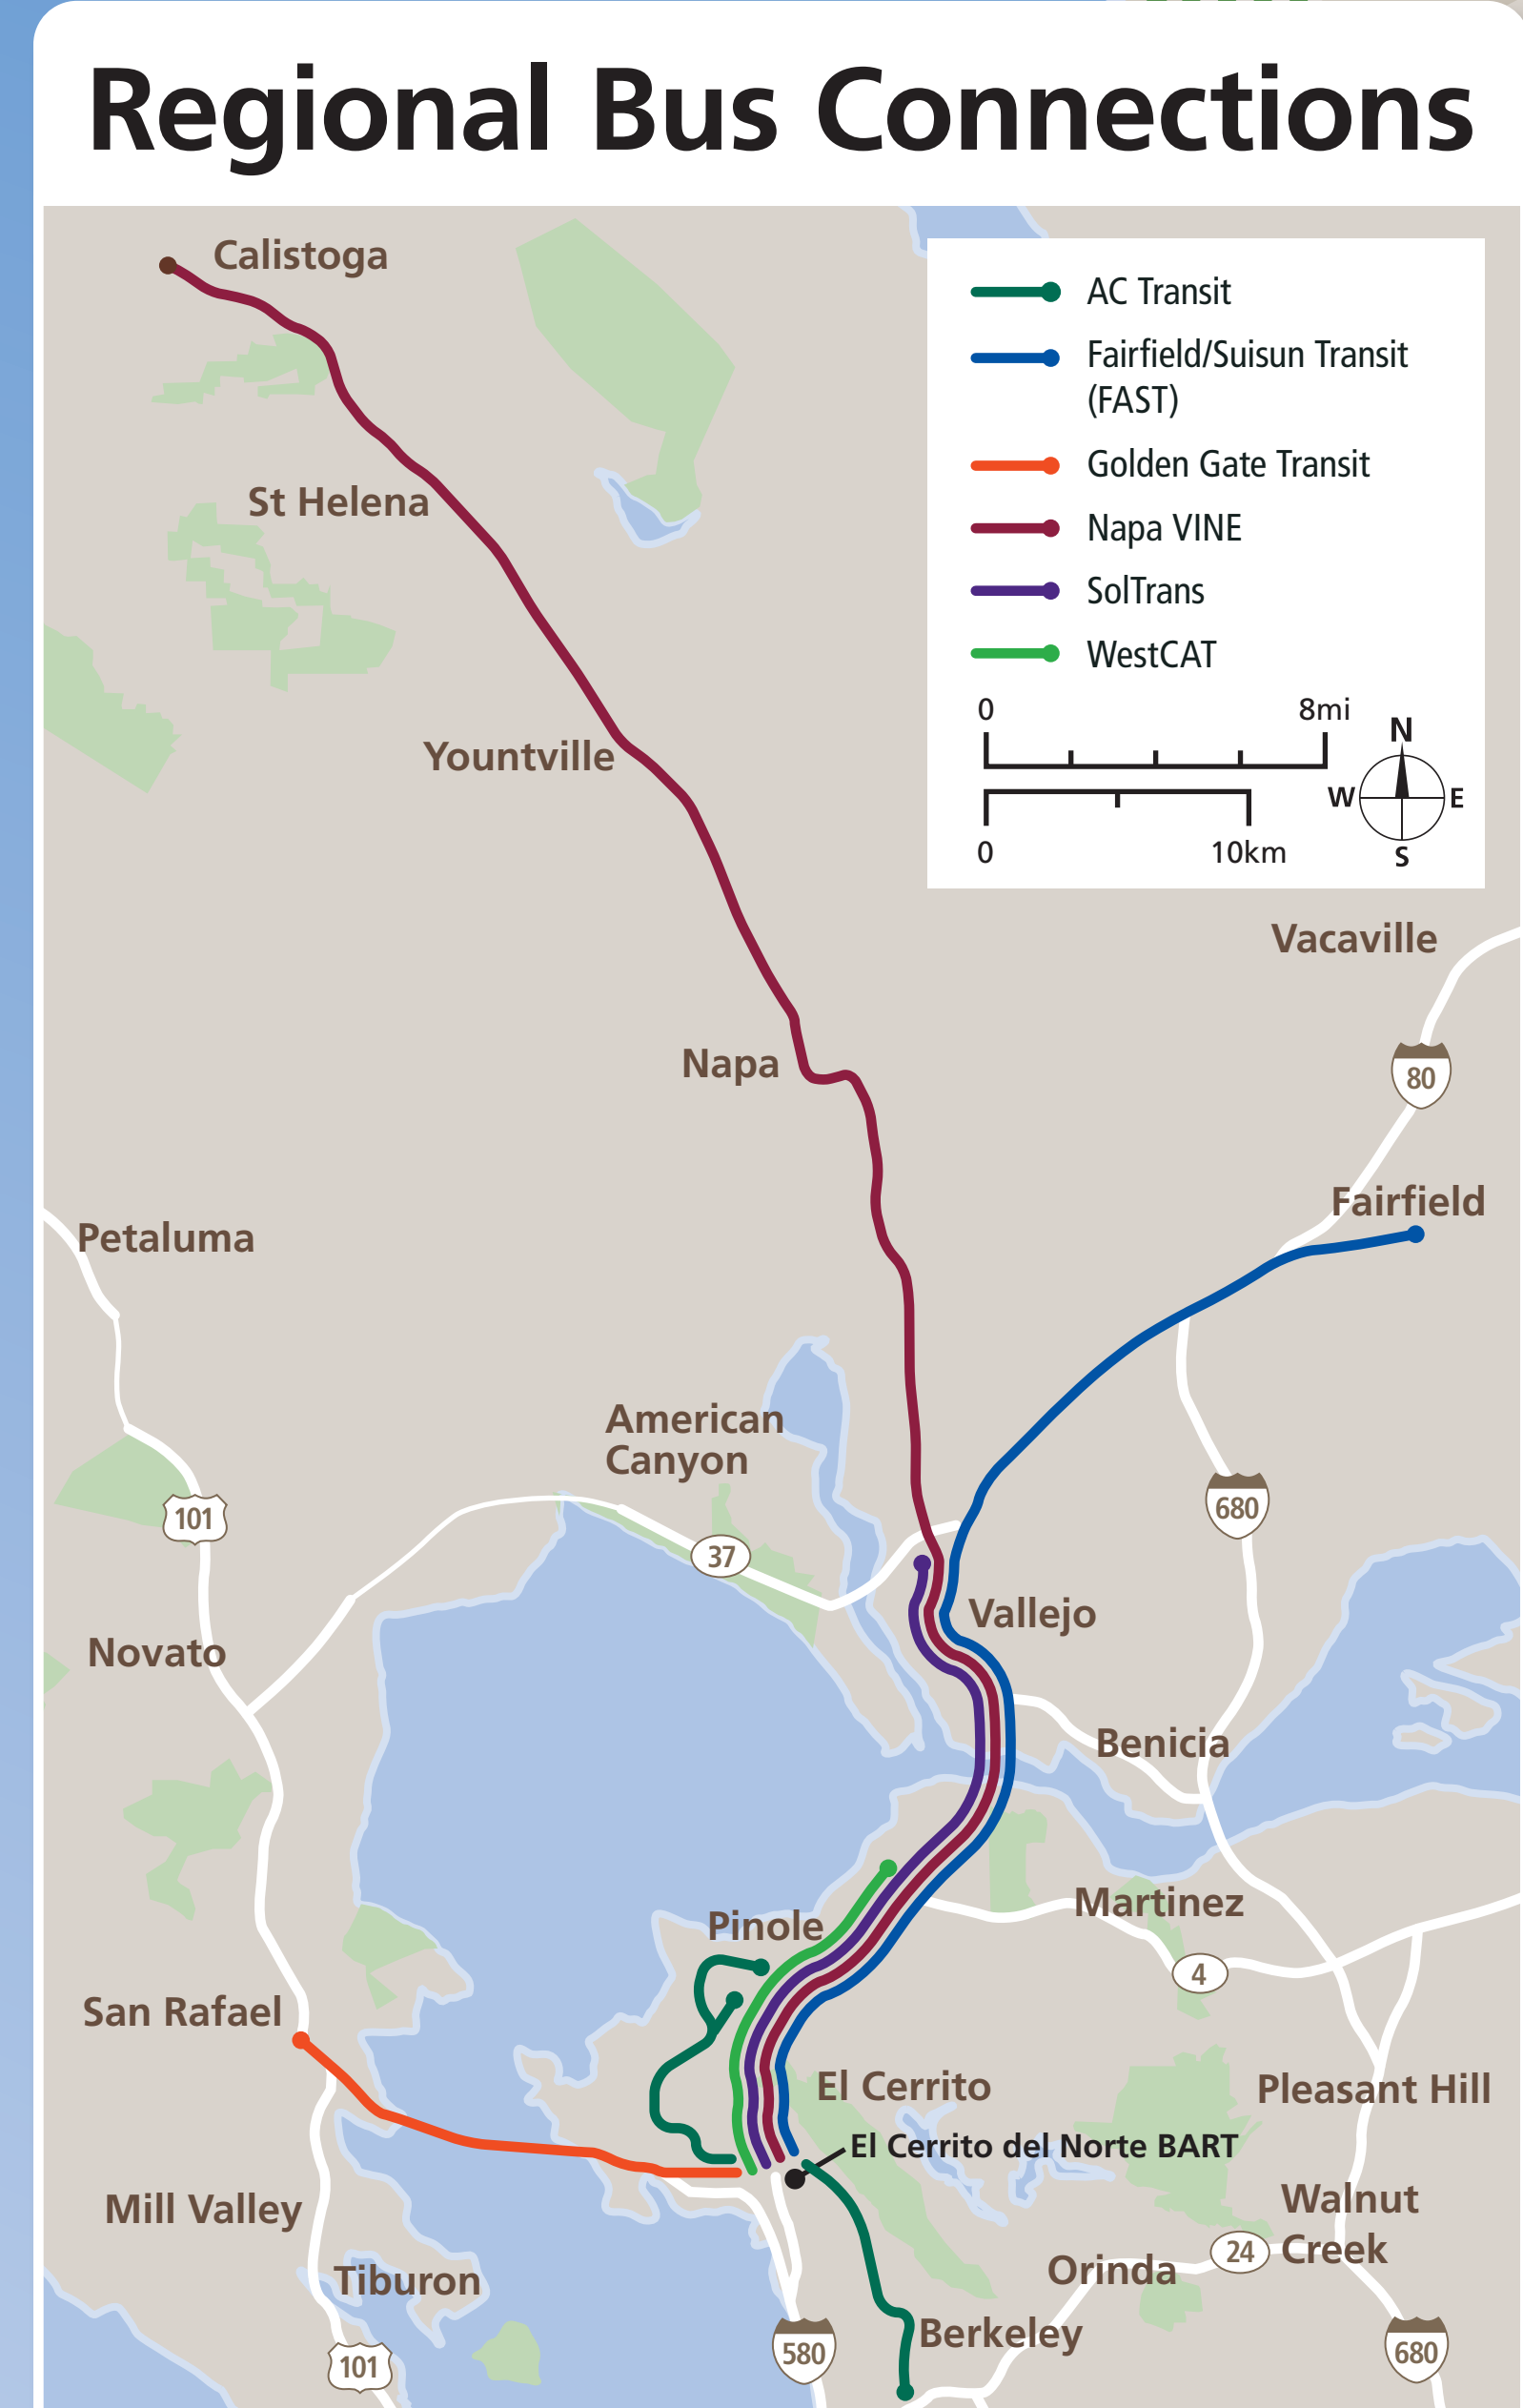 Regional Bus Connections
Calistoga
AC Transit
Fairfield/Suisun Transit
(FAST)
Golden Gate Transit
Napa VINE
SolTrans
WestCAT
0
8mi
N
W
E
S
0
10km
St Helena
Yountville
Vacaville
Napa
80
Fairfield
Petaluma
American
Canyon
101
37
680
Vallejo
Novato
Benicia
Martinez
Pinole
4
San Rafael
El Cerrito
Pleasant Hill
El Cerrito del Norte BART
Mill Valley
Walnut
Creek
24
Orinda
Tiburon
Berkeley
580
680
101